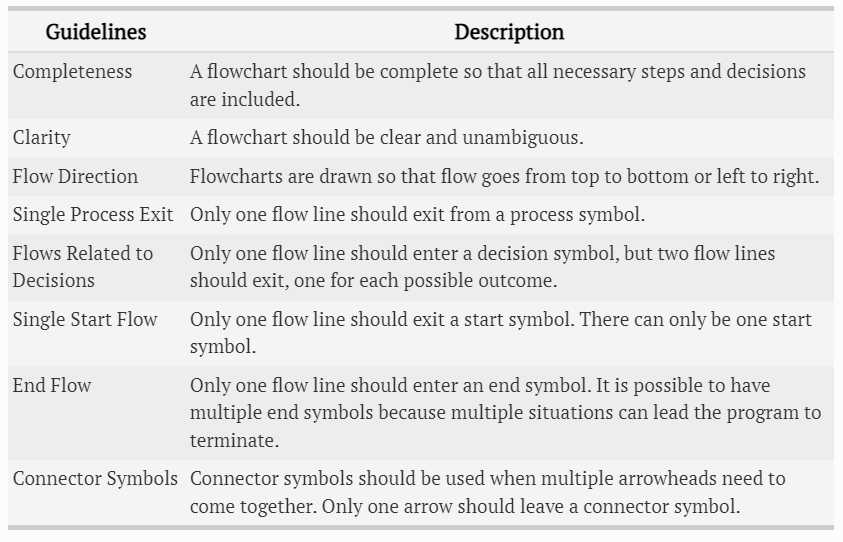 Guidelines Description
Completeness A flowchart should be complete so that all necessary steps and decisions
are included.
Clarity A flowchart should be clear and unambiguous.
Flow Direction Flowcharts are drawn so that flow goes from top to bottom or left to right.
Single Process Exit Only one flow line should exit from a process symbol.
Flows Related to Only one flow line should enter a decision symbol, but two flow lines
Decisions should exit, one for each possible outcome.
Single Start Flow Only one flow line should exit a start symbol. There can only be one start
symbol.
End Flow Only one flow line should enter an end symbol. It is possible to have
multiple end symbols because multiple situations can lead the program to
terminate.
Connector Symbols Connector symbols should be used when multiple arrowheads need to
come together. Only one arrow should leave a connector symbol.